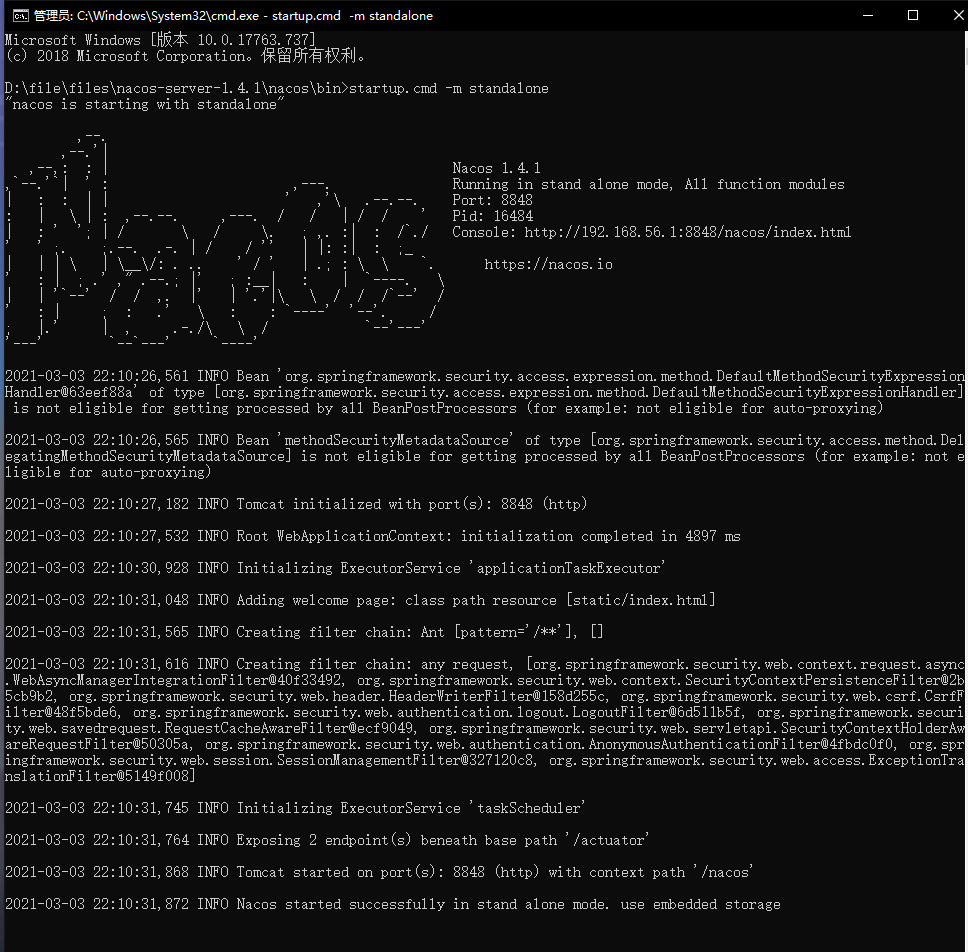 管理员: C:\Windows\System32\cmd.exe - startup.cmd  -m standalone
Microsoft Windows [版本 10.0.17763.737]
(c) 2018 Microsoft Corporation。保留所有权利。
D:\file\files\nacos-server-1.4.1\nacos\bin>startup.cmd -m standalone
"nacos is starting with standalone"
Nacos 1.4.1
Running in stand alone mode, All function modules
Port: 8848
Pid: 16484
Console: http://192.168.56.1:8848/nacos/index.html
https://nacos.io
2021-03-03 22:10:26,561 INFO Bean 'org.springframework.security.access.expression.method.DefaultMethodSecurityExpression
Handler@63eef88a' of type [org.springframework.security.access.expression.method.DefaultMethodSecurityExpressionHandler]
 is not eligible for getting processed by all BeanPostProcessors (for example: not eligible for auto-proxying)
2021-03-03 22:10:26,565 INFO Bean 'methodSecurityMetadataSource' of type [org.springframework.security.access.method.Del
egatingMethodSecurityMetadataSource] is not eligible for getting processed by all BeanPostProcessors (for example: not e
ligible for auto-proxying)
2021-03-03 22:10:27,182 INFO Tomcat initialized with port(s): 8848 (http)
2021-03-03 22:10:27,532 INFO Root WebApplicationContext: initialization completed in 4897 ms
2021-03-03 22:10:30,928 INFO Initializing ExecutorService 'applicationTaskExecutor'
2021-03-03 22:10:31,048 INFO Adding welcome page: class path resource [static/index.html]
2021-03-03 22:10:31,565 INFO Creating filter chain: Ant [pattern='/**'], []
2021-03-03 22:10:31,616 INFO Creating filter chain: any request, [org.springframework.security.web.context.request.async
.WebAsyncManagerIntegrationFilter@40f33492, org.springframework.security.web.context.SecurityContextPersistenceFilter@2b
5cb9b2, org.springframework.security.web.header.HeaderWriterFilter@158d255c, org.springframework.security.web.csrf.CsrfF
ilter@48f5bde6, org.springframework.security.web.authentication.logout.LogoutFilter@6d511b5f, org.springframework.securi
ty.web.savedrequest.RequestCacheAwareFilter@ecf9049, org.springframework.security.web.servletapi.SecurityContextHolderAw
areRequestFilter@50305a, org.springframework.security.web.authentication.AnonymousAuthenticationFilter@4fbdc0f0, org.spr
ingframework.security.web.session.SessionManagementFilter@327120c8, org.springframework.security.web.access.ExceptionTra
nslationFilter@5149f008]
2021-03-03 22:10:31,745 INFO Initializing ExecutorService 'taskScheduler'
2021-03-03 22:10:31,764 INFO Exposing 2 endpoint(s) beneath base path '/actuator'
2021-03-03 22:10:31,868 INFO Tomcat started on port(s): 8848 (http) with context path '/nacos'
2021-03-03 22:10:31,872 INFO Nacos started successfully in stand alone mode. use embedded storage